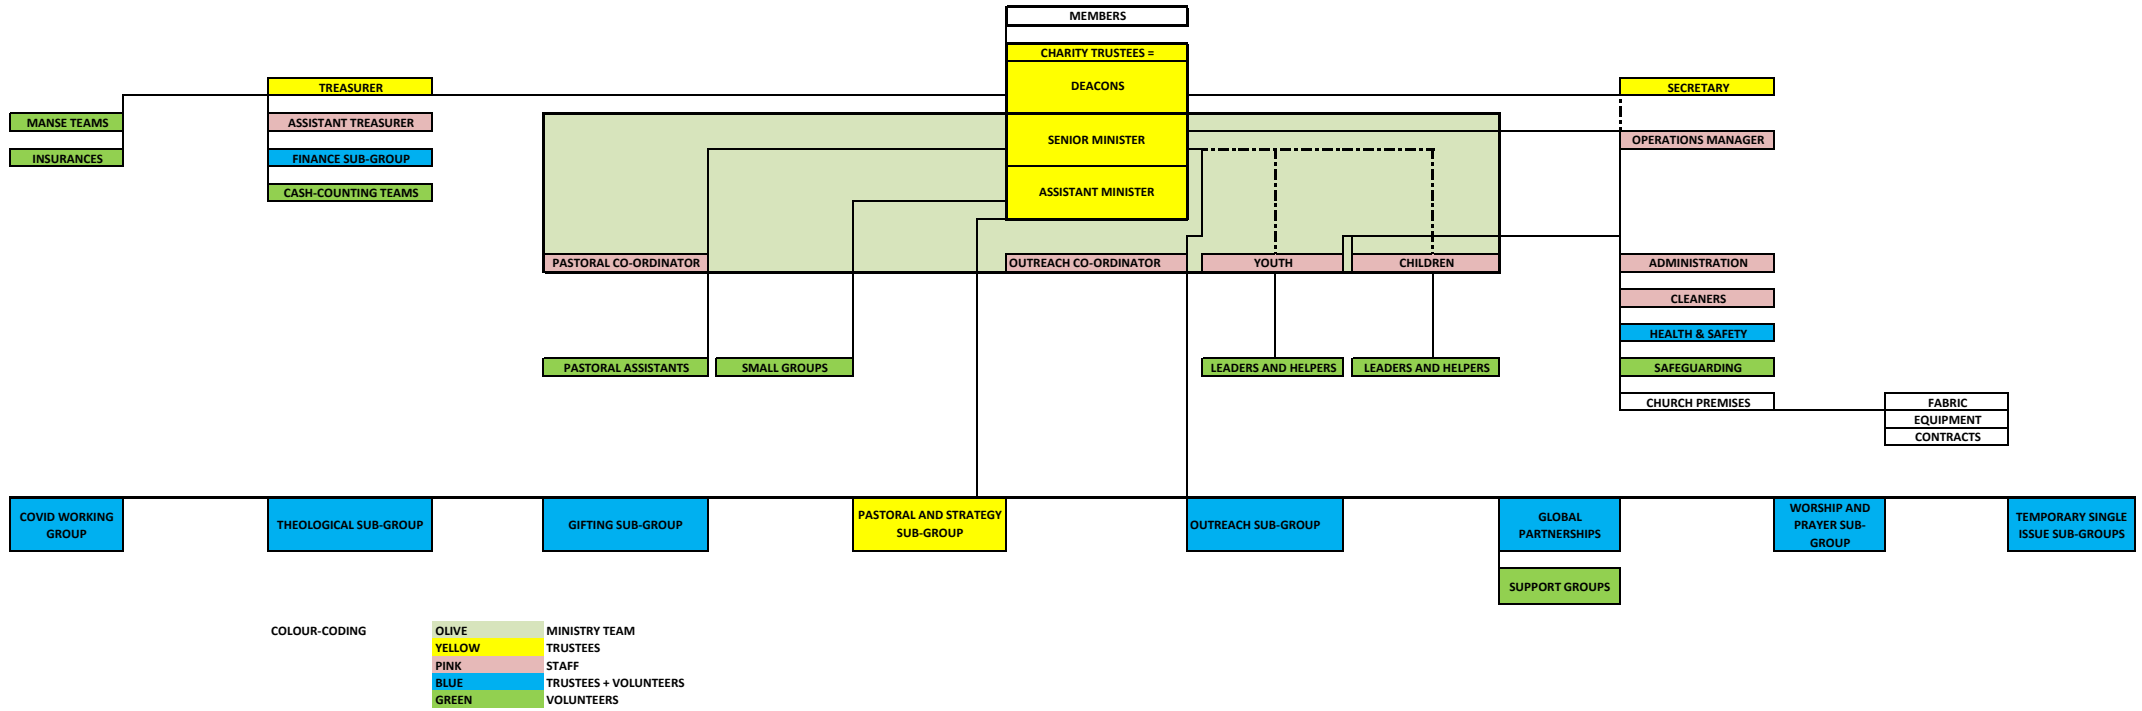 MEMBERS
CHARITY TRUSTEES =
DEACONS
TREASURER
SECRETARY
MANSE TEAMS
ASSISTANT TREASURER
SENIOR MINISTER
OPERATIONS MANAGER
INSURANCES
FINANCE SUB-GROUP
CASH-COUNTING TEAMS
ASSISTANT MINISTER
PASTORAL CO-ORDINATOR
OUTREACH CO-ORDINATOR
YOUTH
CHILDREN
ADMINISTRATION
CLEANERS
HEALTH & SAFETY
PASTORAL ASSISTANTS
SMALL GROUPS
LEADERS AND HELPERS
LEADERS AND HELPERS
SAFEGUARDING
CHURCH PREMISES
FABRIC
EQUIPMENT
CONTRACTS
COVID WORKING
GROUP
THEOLOGICAL SUB-GROUP
GIFTING SUB-GROUP
PASTORAL AND STRATEGY
SUB-GROUP
OUTREACH SUB-GROUP
GLOBAL
PARTNERSHIPS
WORSHIP AND
PRAYER SUB-
GROUP
TEMPORARY SINGLE
ISSUE SUB-GROUPS
SUPPORT GROUPS
COLOUR-CODING
OLIVE MINISTRY TEAM
YELLOW TRUSTEES
PINK STAFF
BLUE TRUSTEES + VOLUNTEERS
GREEN VOLUNTEERS